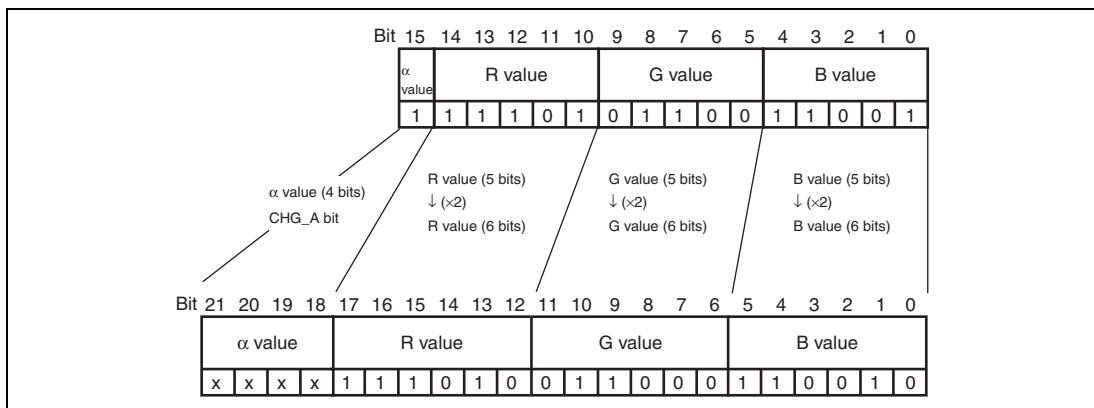 Bit 15 14 13 12 11 10 9 8 7 6 5 4 3 2 1 0
α value R value G value B value
1 1 1 1 0 1 0 1 1 0 0 1 1 0 0 1
α value (4 bits)
CHG_A bit
R value (5 bits)
↓ (×2)
R value (6 bits)
G value (5 bits)
↓ (×2)
G value (6 bits)
B value (5 bits)
↓ (×2)
B value (6 bits)
Bit 21 20 19 18 17 16 15 14 13 12 11 10 9 8 7 6 5 4 3 2 1 0
α value R value G value B value
x x x x 1 1 1 0 1 0 0 1 1 0 0 0 1 1 0 0 1 0